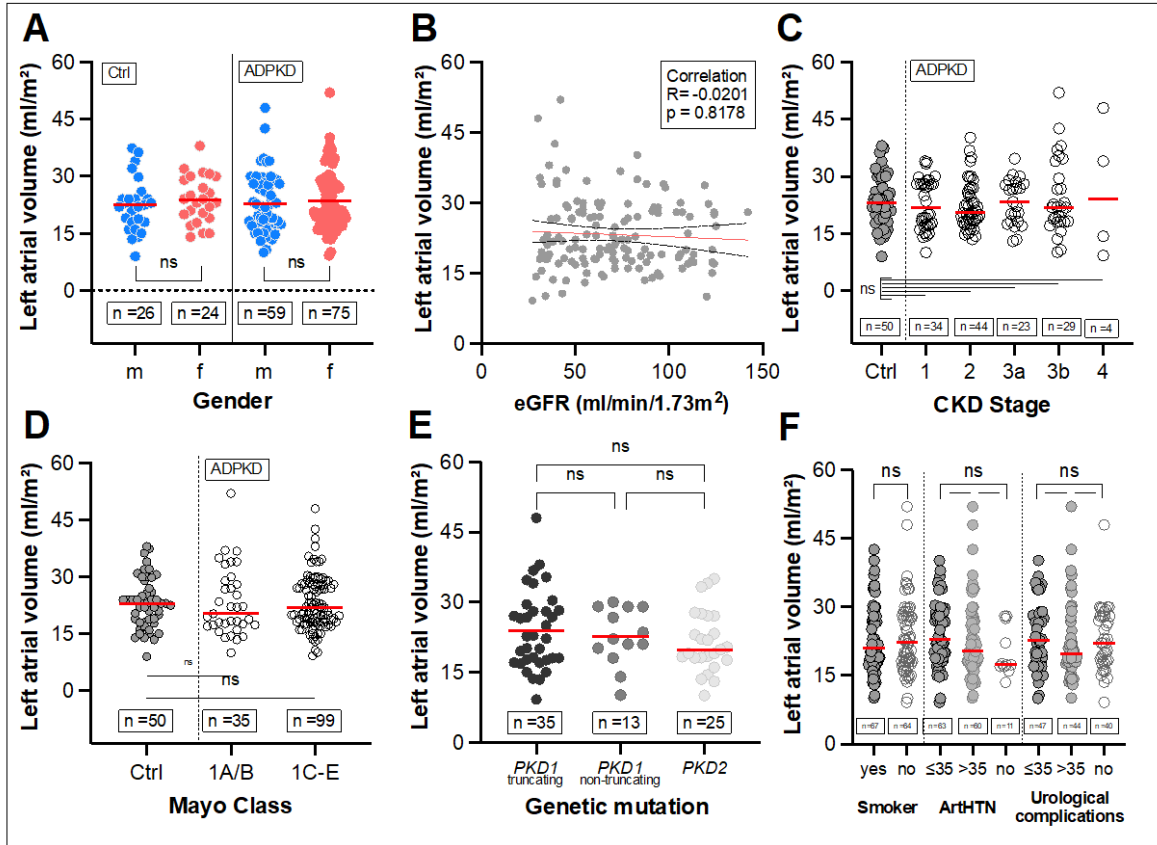 A
Ctrl
ADPKD
Left atrial volume (ml/m²)
60
45
30
15
0
ns
ns
n =26
n =24
n =59
n =75
m
f
m
f
Gender
B
Correlation
R= -0.0201
p = 0.8178
Left atrial volume (ml/m²)
60
45
30
15
0
0
50
100
150
eGFR (ml/min/1.73m²)
C
ADPKD
Left atrial volume (ml/m²)
60
45
30
15
0
ns
n =50
n =34
n =44
n =23
n =29
n =4
Ctrl
1
2
3a
3b
4
CKD Stage
D
ADPKD
Left atrial volume (ml/m²)
60
45
30
15
0
ns
ns
n =50
n =35
n =99
Ctrl
1A/B
1C-E
Mayo Class
E
ns
ns
ns
Left atrial volume (ml/m²)
60
45
30
15
0
n =35
n =13
n =25
PKD1
truncating
PKD1
non-truncating
PKD2
Genetic mutation
F
ns
ns
ns
Left atrial volume (ml/m²)
60
45
30
15
0
n =67
n =64
n =63
n =60
n =11
n =47
n =44
n =40
yes
no
≤35
>35
no
≤35
>35
no
Smoker
ArtHTN
Urological
complications